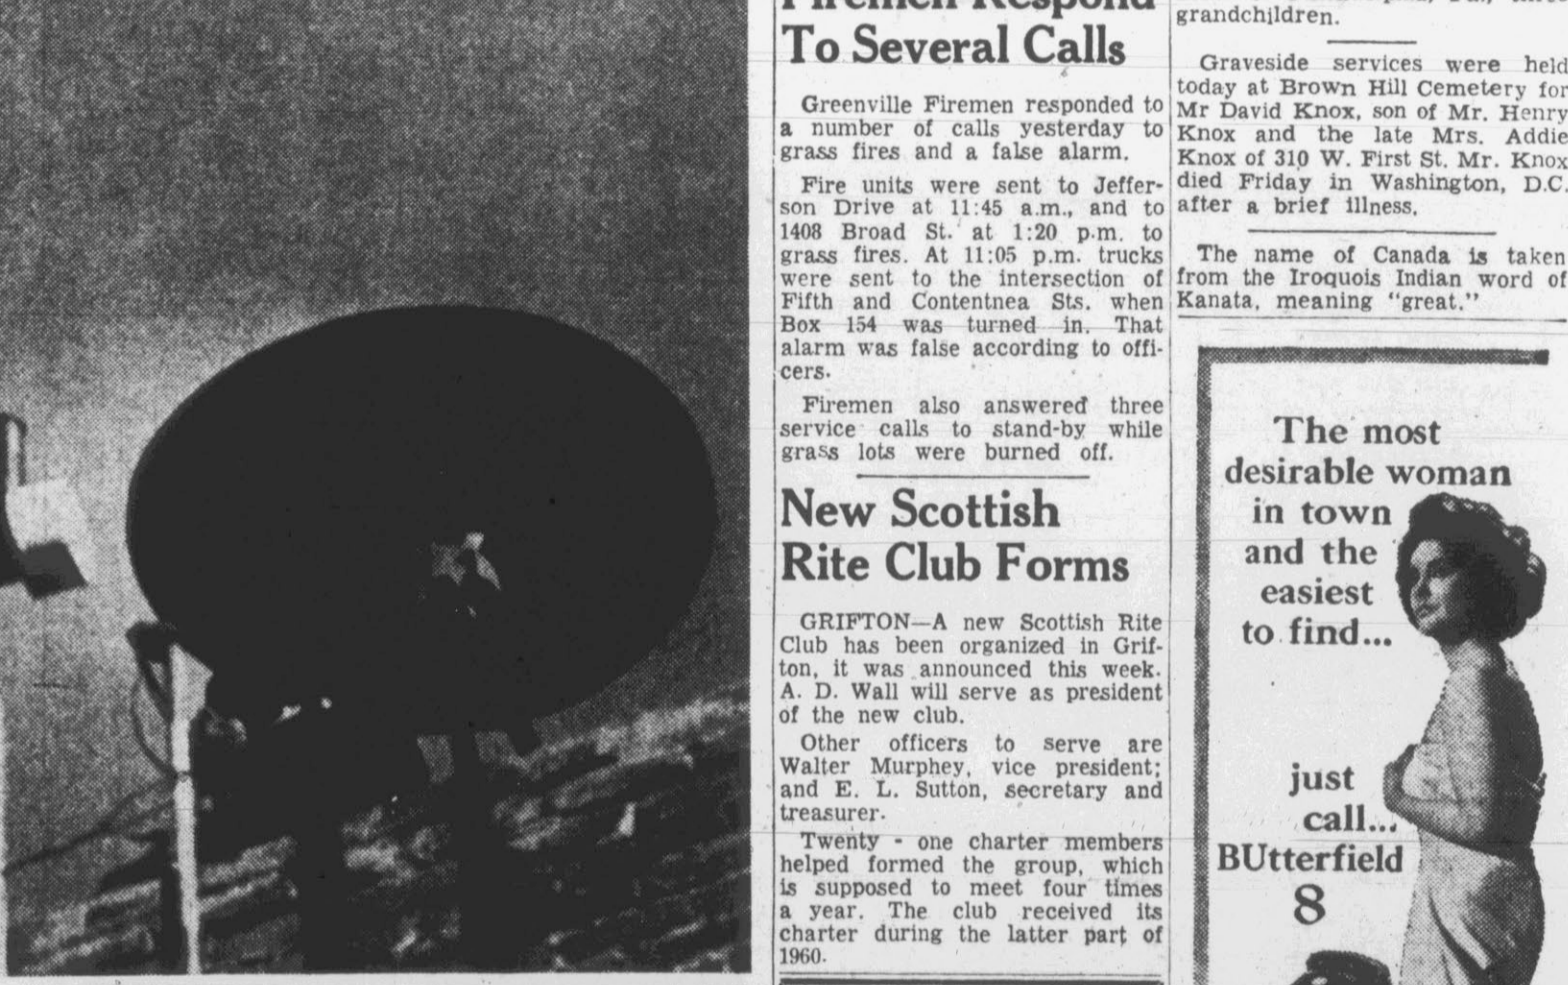 Firemen Respond
To Several Calls
Greenville Firemen responded to
a number of calls yesterday to
grass fires and a false alarm.
Fire units were sent to Jeffer-
son Drive at 11:45 a.m., and to
1408 Broad St. at 1:20 p.m. to
grass fires. At 11:05 p.m. trucks
were sent to the intersection of
Fifth and Contentnea Sts. when
Box 154 was turned in. That
alarm was false according to offi-
cers.
Firemen also answered three
service calls to stand-by while
grass lots were burned off.
New Scottish
Rite Club Forms
GRIFTON—A new Scottish Rite
Club has been organized in Grif-
ton, it was announced this week.
A. D. Wall will serve as president
of the new club.
Other officers to serve are
Walter Murphey, vice president;
and E. L. Sutton, secretary and
treasurer.
Twenty - one charter members
helped formed the group, which
is supposed to meet four times
a year. The club received its
charter during the latter part of
1960.
grandchildren.
Graveside services were held
today at Brown Hill Cemetery for
Mr David Knox, son of Mr. Henry
Knox and the late Mrs. Addie
Knox of 310 W. First St. Mr. Knox
died Friday in Washington, D.C.
after a brief illness.
The name of Canada is taken
from the Iroquois Indian word of
Kanata, meaning “great.”
The most
desirable woman
in town
and the
easiest
to find...
just
call...
BUtterfield
8